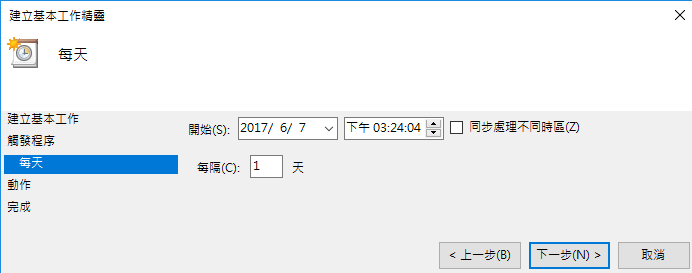 建立基本工作精靈
每天
建立基本工作
觸發程序
每天
動作
完成
開始(S): 2017/ 6/ 7 下午 03:24:04 同步處理不同時區(Z)
每隔(C): 1 天
< 上一步(B) 下一步(N) > 取消